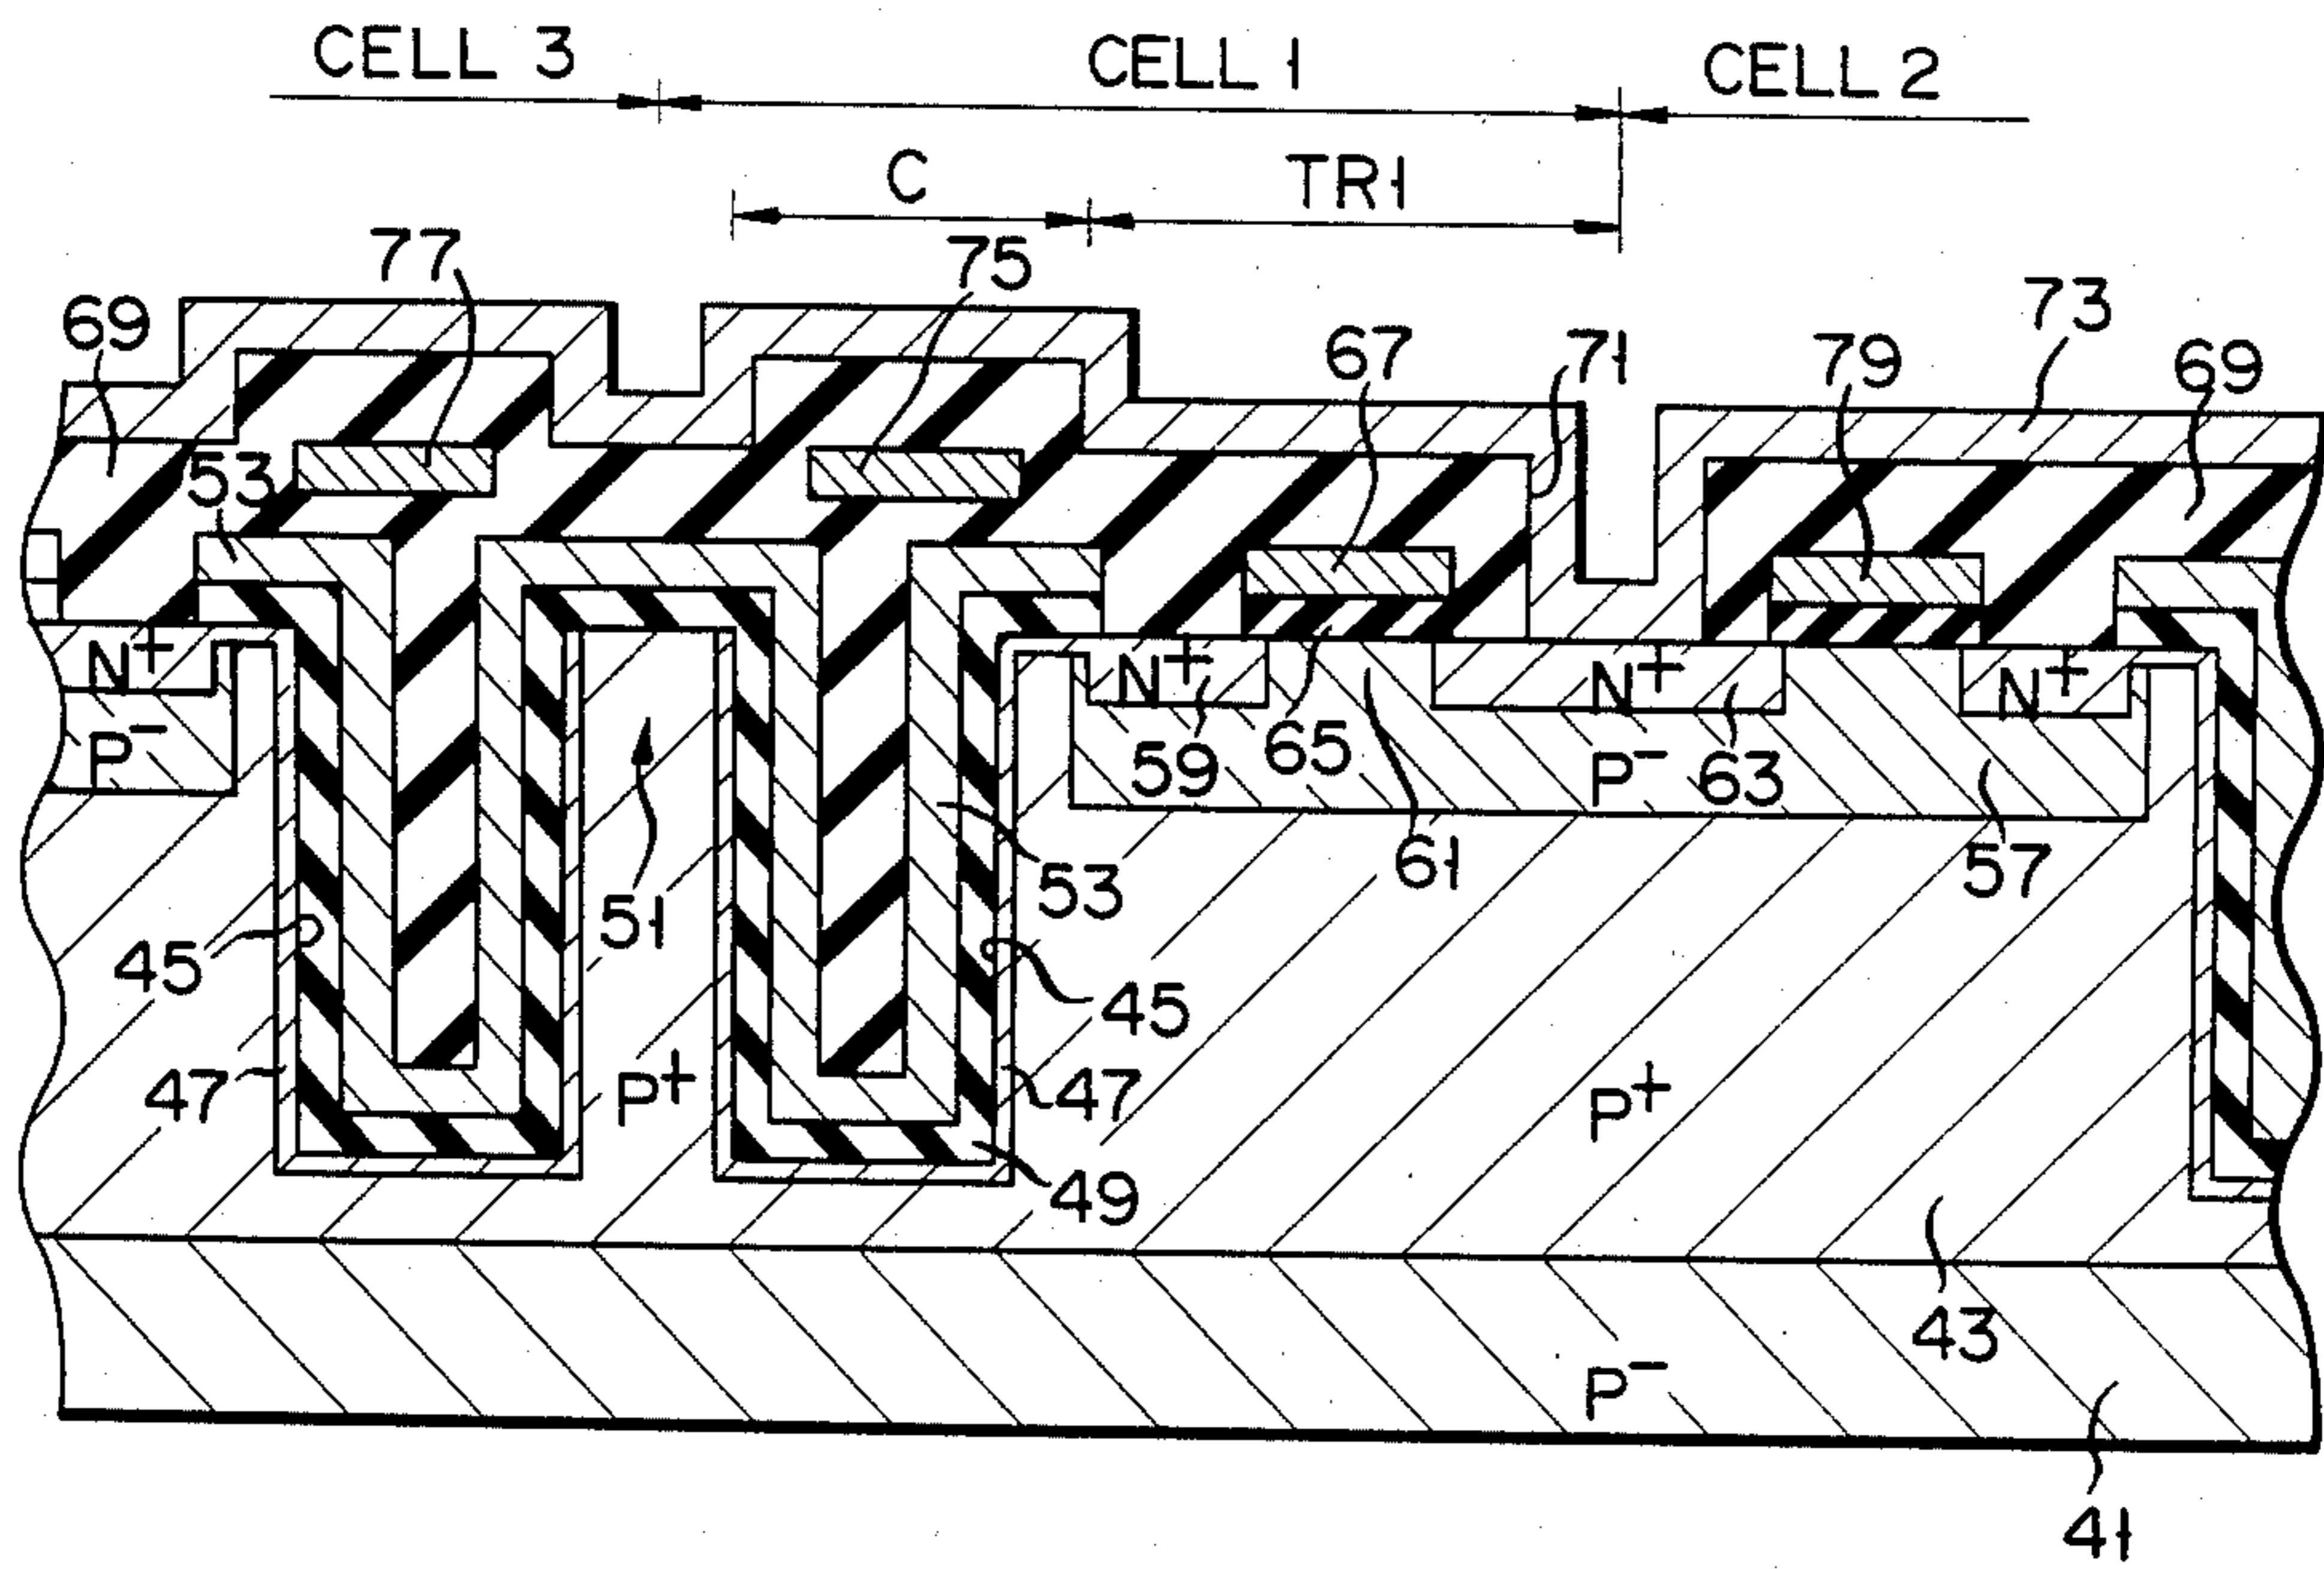 CELL 3 CELL 1 CELL 2
C TR1
77 75
69 67 71 79 73 69
53
N+ N+ N+ N+
P- 59 65 P- 63
51 53 61 57
45 45
47 P+ 47 P+
49
43
P-
41